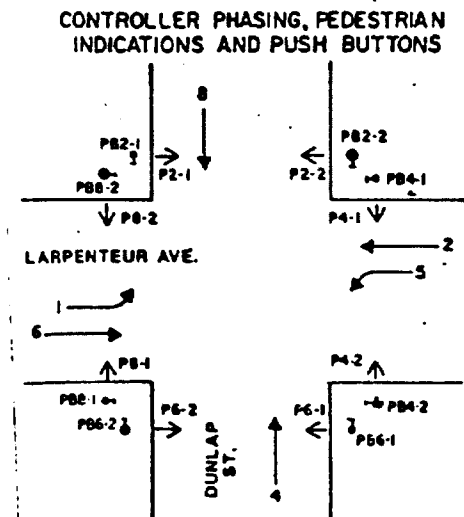 CONTROLLER PHASING, PEDESTRIAN
INDICATIONS AND PUSH BUTTONS
8
PB2-1
PB2-2
P2-1
P2-2
PB8-2
PB4-1
P8-2
P4-1
LARPENTEUR AVE.
2
5
1
6
P8-1
P4-2
PB8-1
P6-2
P6-1
PB4-2
PB6-2
PB6-1
DUNLAP
ST.
4